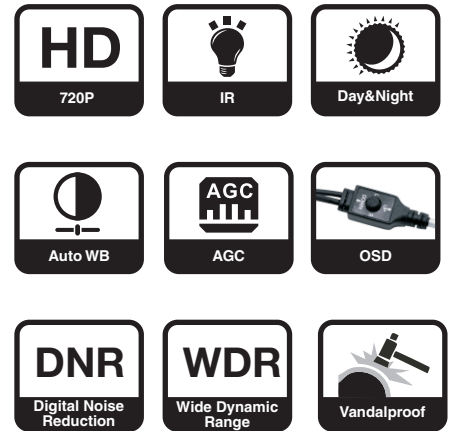 HD
720P
IR
Day&Night
Auto WB
AGC
AGC
OSD
DNR
Digital Noise
Reduction
WDR
Wide Dynamic
Range
Vandalproof